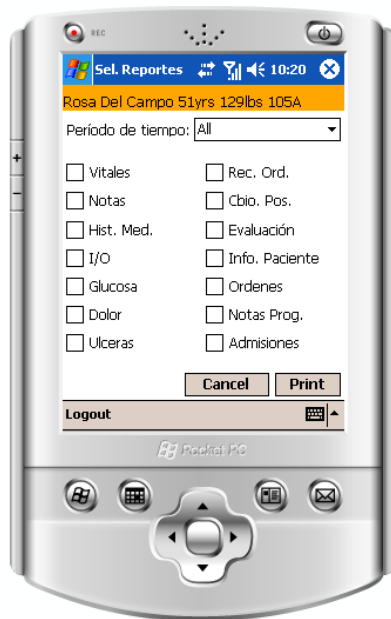 REC
Sel. Reportes 10:20
Rosa Del Campo 51yrs 129lbs 105A
Período de tiempo: All
Vitales Rec. Ord.
Notas Cbio. Pos.
Hist. Med. Evaluación
I/O Info. Paciente
Glucosa Ordenes
Dolor Notas Prog.
Ulceras Admisiones
Cancel Print
Logout
Pocket PC